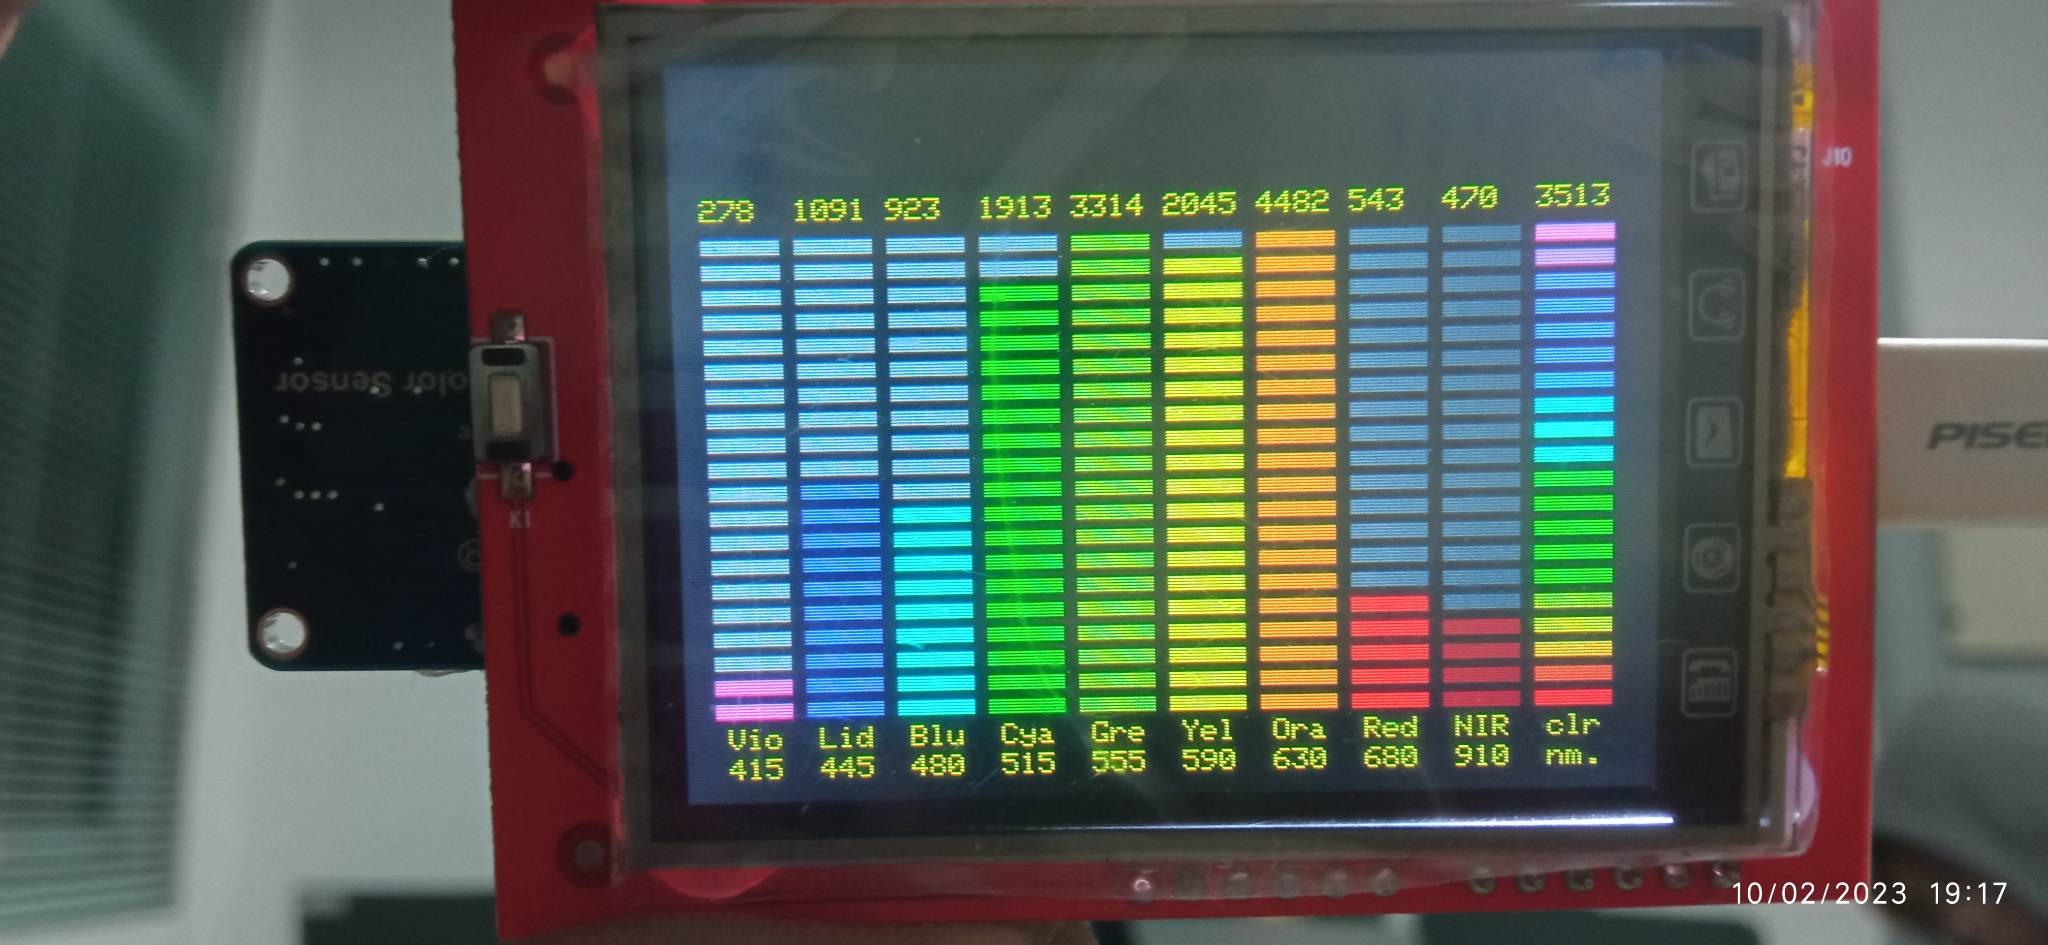 278 1091 923 1913 3314 2045 4482 543 470 3513
Vio Lid Blu Cya Gre Yel Ora Red NIR clr
415 445 480 515 555 590 630 680 910 nm.
olor Sensor
K1
J10
PISE
10/02/2023 19:17